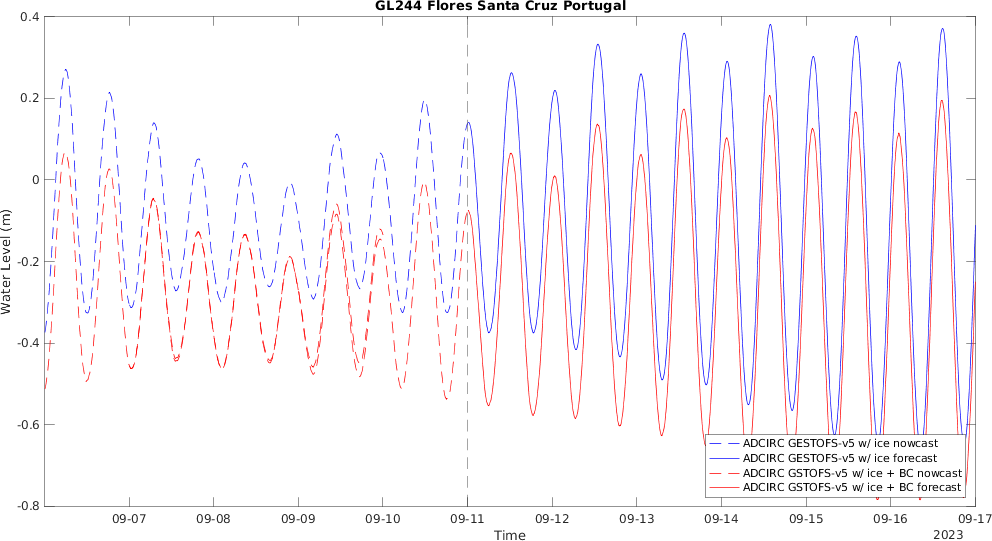 GL244 Flores Santa Cruz Portugal
0.4
0.2
0
-0.2
-0.4
-0.6
-0.8
Water Level (m)
ADCIRC GESTOFS-v5 w/ ice nowcast
ADCIRC GESTOFS-v5 w/ ice forecast
ADCIRC GSTOFS-v5 w/ ice + BC nowcast
ADCIRC GSTOFS-v5 w/ ice + BC forecast
09-07 09-08 09-09 09-10 09-11 09-12 09-13 09-14 09-15 09-16 09-17
Time
2023